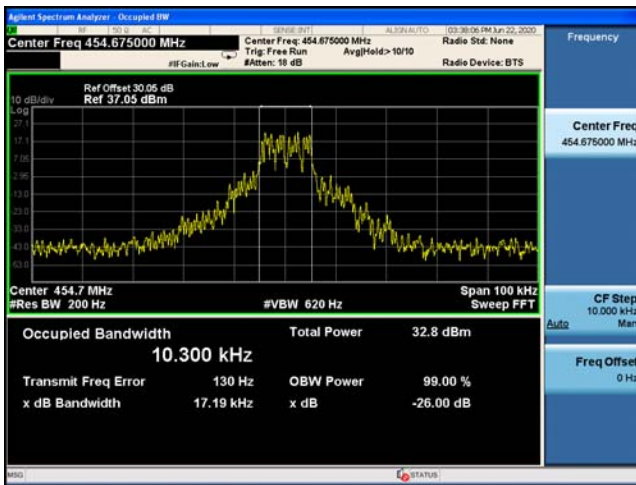 Agilent Spectrum Analyzer - Occupied BW
RF 50 Ω AC SENSE:INT ALIGN AUTO 03:38:06 PM Jun 22, 2020
Center Freq 454.675000 MHz
Center Freq: 454.675000 MHz
Radio Std: None
Trig: Free Run Avg|Hold:>10/10
#IFGain:Low #Atten: 18 dB Radio Device: BTS
Ref Offset 30.05 dB
10 dB/div Ref 37.05 dBm
Log
27.1
17.1
7.05
2.95
13.0
23.0
33.0
43.0
53.0
Center 454.7 MHz Span 100 kHz
#Res BW 200 Hz #VBW 620 Hz Sweep FFT
Occupied Bandwidth Total Power 32.8 dBm
10.300 kHz
Transmit Freq Error 130 Hz OBW Power 99.00 %
x dB Bandwidth 17.19 kHz x dB -26.00 dB
MSG STATUS
Frequency
Center Freq
454.675000 MHz
CF Step
10.000 kHz
Auto Man
Freq Offset
0 Hz